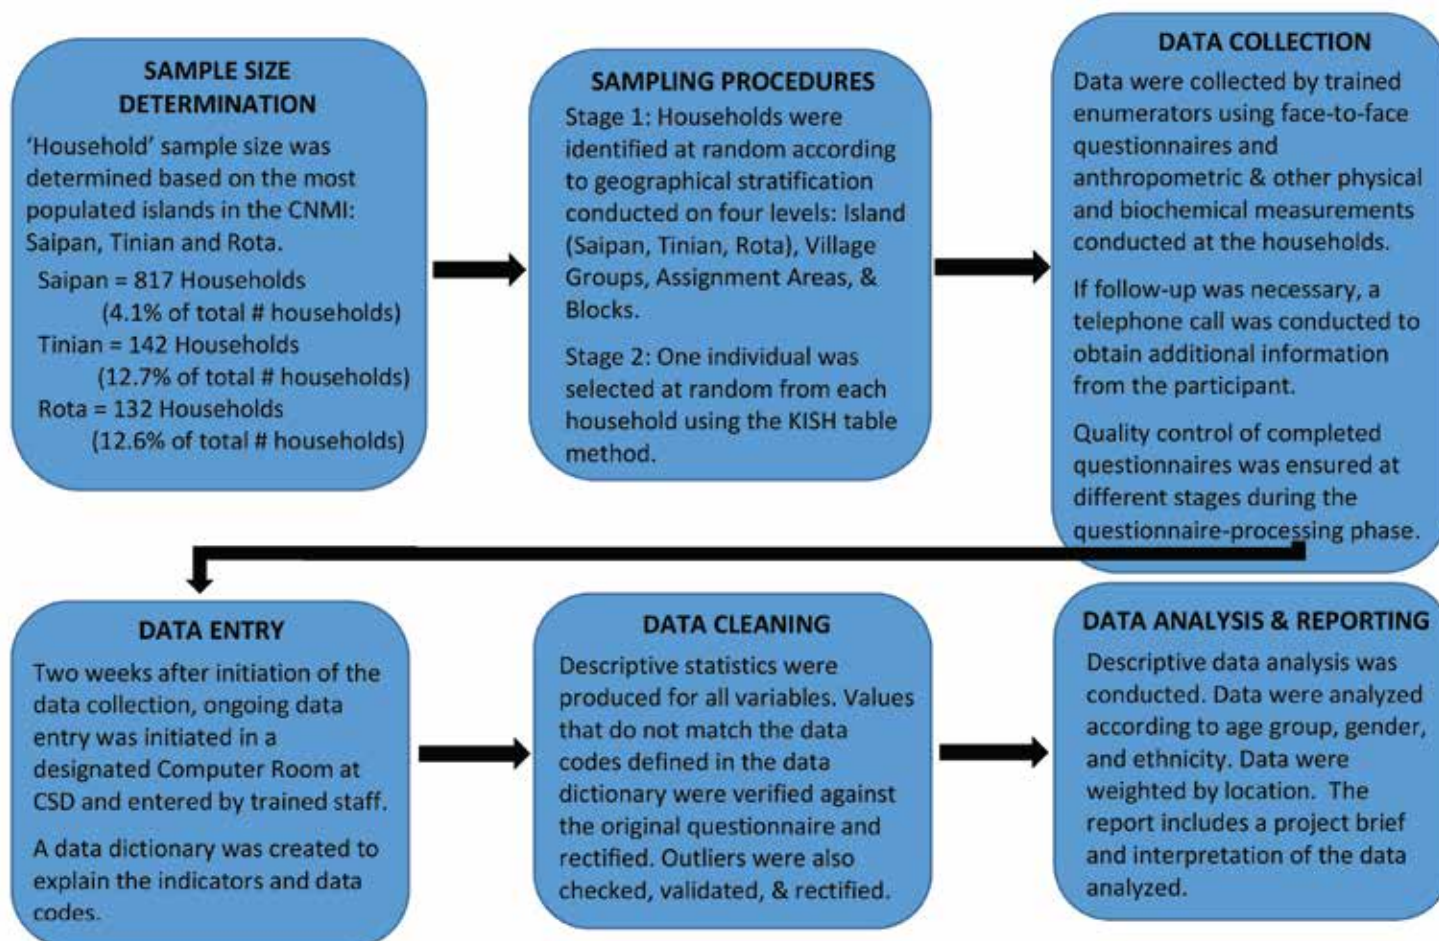 SAMPLE SIZE
DETERMINATION
‘Household’ sample size was
determined based on the most
populated islands in the CNMI:
Saipan, Tinian and Rota.
Saipan = 817 Households
(4.1% of total # households)
Tinian = 142 Households
(12.7% of total # households)
Rota = 132 Households
(12.6% of total # households)
SAMPLING PROCEDURES
Stage 1: Households were
identified at random according
to geographical stratification
conducted on four levels: Island
(Saipan, Tinian, Rota), Village
Groups, Assignment Areas, &
Blocks.
Stage 2: One individual was
selected at random from each
household using the KISH table
method.
DATA COLLECTION
Data were collected by trained
enumerators using face-to-face
questionnaires and
anthropometric & other physical
and biochemical measurements
conducted at the households.
If follow-up was necessary, a
telephone call was conducted to
obtain additional information
from the participant.
Quality control of completed
questionnaires was ensured at
different stages during the
questionnaire-processing phase.
DATA ENTRY
Two weeks after initiation of the
data collection, ongoing data
entry was initiated in a
designated Computer Room at
CSD and entered by trained staff.
A data dictionary was created to
explain the indicators and data
codes.
DATA CLEANING
Descriptive statistics were
produced for all variables. Values
that do not match the data
codes defined in the data
dictionary were verified against
the original questionnaire and
rectified. Outliers were also
checked, validated, & rectified.
DATA ANALYSIS & REPORTING
Descriptive data analysis was
conducted. Data were analyzed
according to age group, gender,
and ethnicity. Data were
weighted by location. The
report includes a project brief
and interpretation of the data
analyzed.